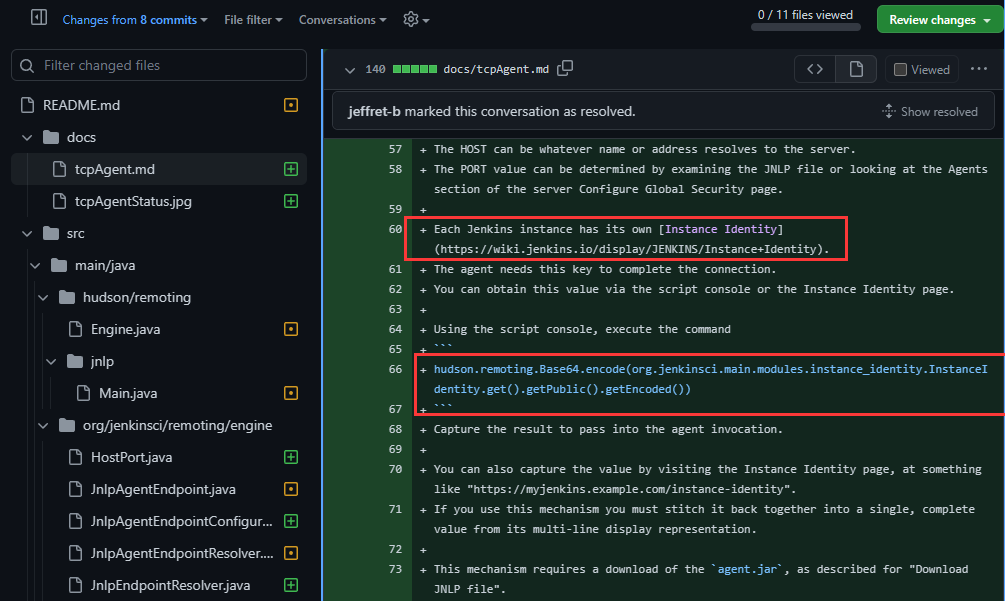 Changes from 8 commits
File filter
Conversations
0 / 11 files viewed
Review changes
Filter changed files
README.md
docs
tcpAgent.md
tcpAgentStatus.jpg
src
main/java
hudson/remoting
Engine.java
jnlp
Main.java
org/jenkinsci/remoting/engine
HostPort.java
JnlpAgentEndpoint.java
JnlpAgentEndpointConfigur...
JnlpAgentEndpointResolver....
JnlpEndpointResolver.java
140 docs/tcpAgent.md
Viewed
jeffret-b marked this conversation as resolved.
Show resolved
57 + The HOST can be whatever name or address resolves to the server.
58 + The PORT value can be determined by examining the JNLP file or looking at the Agents
section of the server Configure Global Security page.
59 +
60 + Each Jenkins instance has its own [Instance Identity]
(https://wiki.jenkins.io/display/JENKINS/Instance+Identity).
61 + The agent needs this key to complete the connection.
62 + You can obtain this value via the script console or the Instance Identity page.
63 +
64 + Using the script console, execute the command
65 + ```
66 + hudson.remoting.Base64.encode(org.jenkinsci.main.modules.instance_identity.InstanceI
dentity.get().getPublic().getEncoded())
67 + ```
68 + Capture the result to pass into the agent invocation.
69 +
70 + You can also capture the value by visiting the Instance Identity page, at something
like "https://myjenkins.example.com/instance-identity".
71 + If you use this mechanism you must stitch it back together into a single, complete
value from its multi-line display representation.
72 +
73 + This mechanism requires a download of the `agent.jar`, as described for "Download
JNLP file".